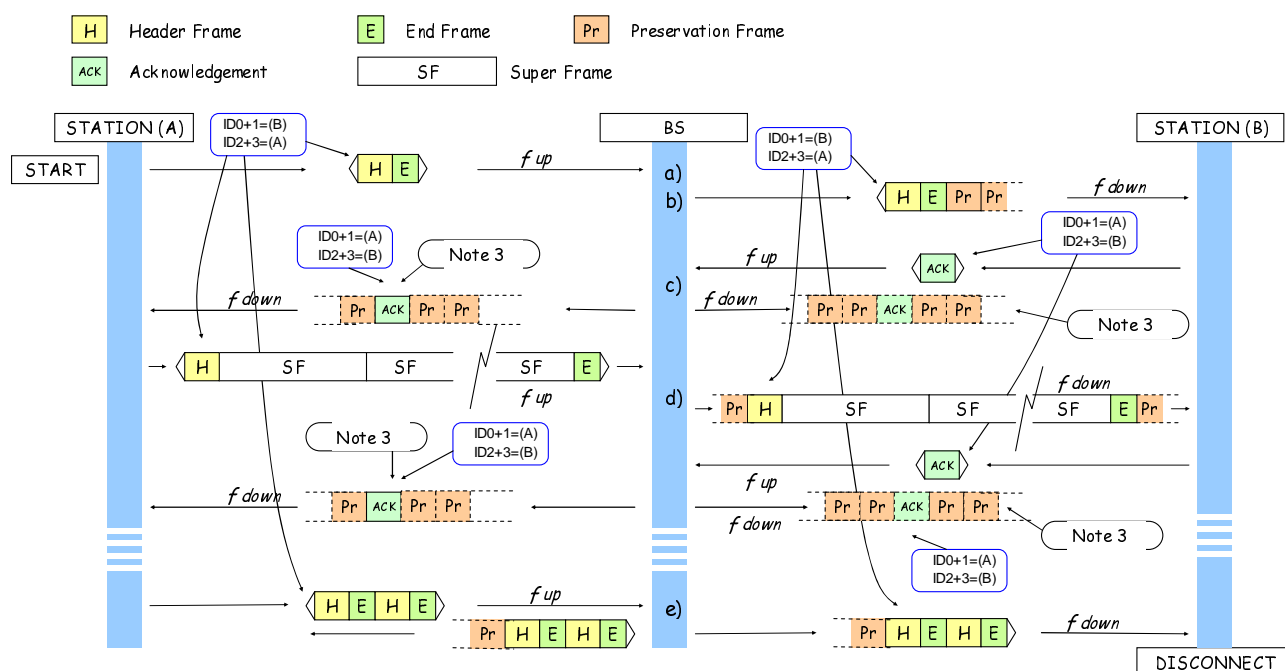 H Header Frame E End Frame Pr Preservation Frame
ACK Acknowledgement SF Super Frame
STATION (A) BS STATION (B)
ID0+1=(B)
ID2+3=(A)
ID0+1=(B)
ID2+3=(A)
START
H E
f up
a)
b)
H E Pr Pr
f down
ID0+1=(A)
ID2+3=(B)
ID0+1=(A)
ID2+3=(B)
Note 3
f up
ACK
c)
f down
Pr ACK Pr Pr
f down
Pr Pr ACK Pr Pr
Note 3
H SF SF SF E
f up
d)
f down
Pr H SF SF SF E Pr
Note 3
ID0+1=(A)
ID2+3=(B)
ACK
f down
Pr ACK Pr Pr
f up
f down
Pr Pr ACK Pr Pr
Note 3
ID0+1=(A)
ID2+3=(B)
H E H E
f up
e)
Pr H E H E
Pr H E H E
f down
DISCONNECT